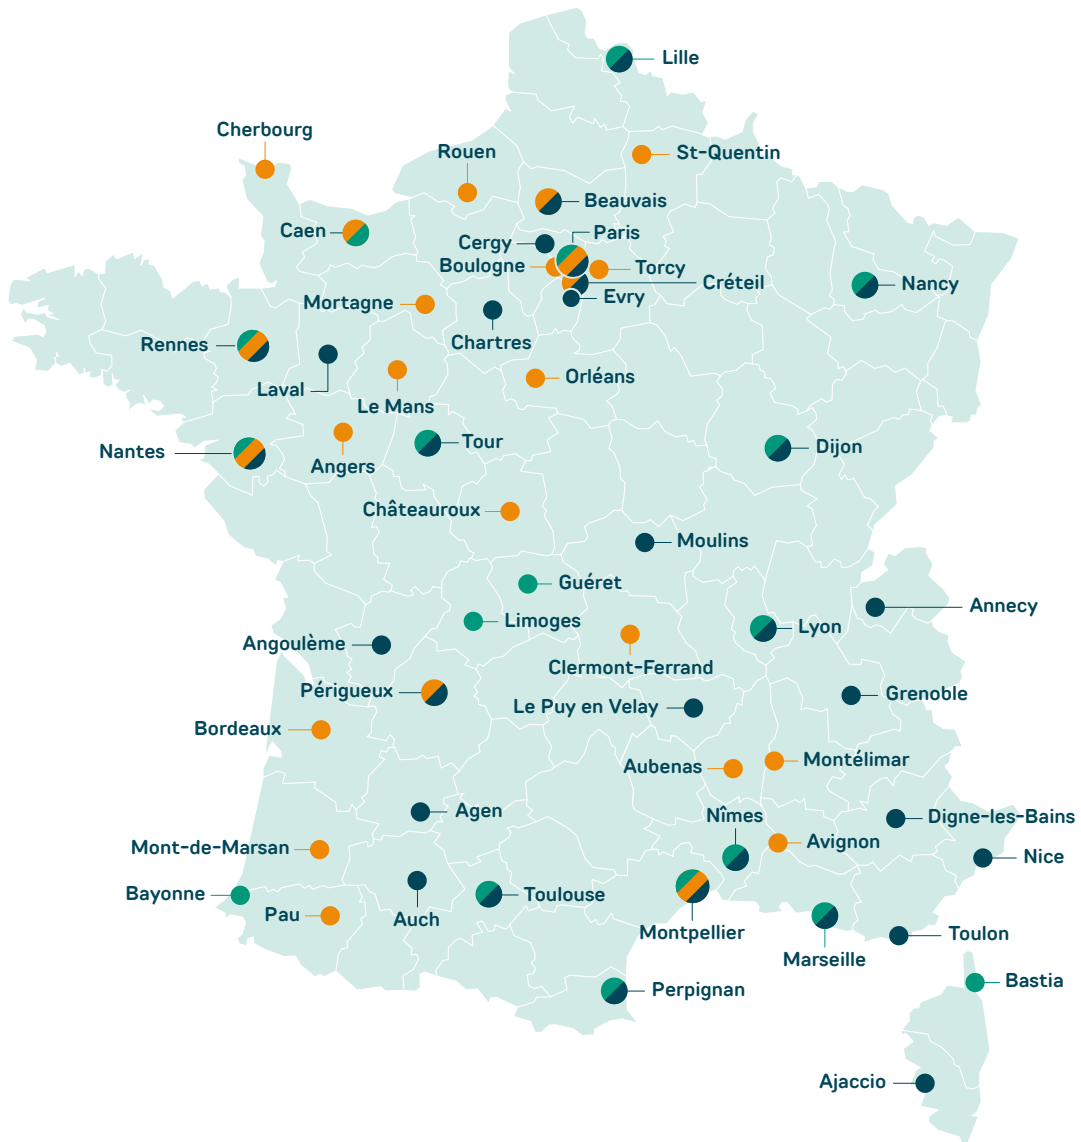 Lille
Cherbourg
Rouen
St-Quentin
Beauvais
Caen
Paris
Cergy
Boulogne
Torcy
Créteil
Nancy
Evry
Mortagne
Rennes
Chartres
Laval
Orléans
Le Mans
Nantes
Tour
Dijon
Angers
Châteauroux
Moulins
Guéret
Annecy
Limoges
Lyon
Angoulème
Clermont-Ferrand
Périgueux
Grenoble
Le Puy en Velay
Bordeaux
Montélimar
Aubenas
Agen
Nîmes
Digne-les-Bains
Avignon
Mont-de-Marsan
Nice
Bayonne
Toulouse
Pau
Auch
Montpellier
Toulon
Marseille
Bastia
Perpignan
Ajaccio